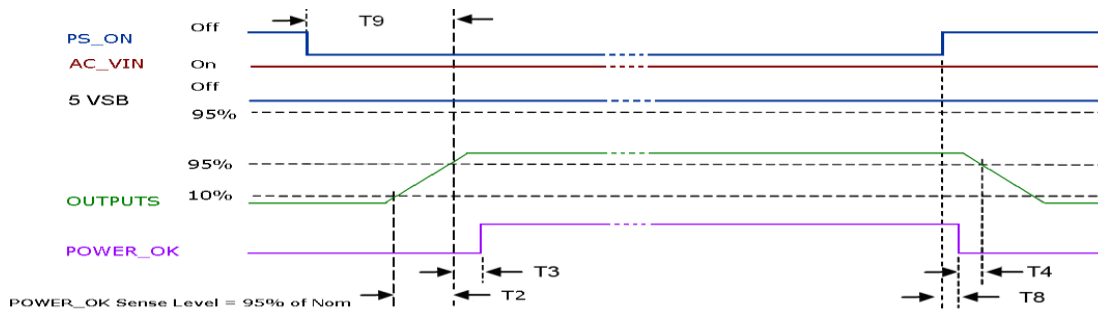 T9
Off
PS_ON
AC_VIN
On
Off
5 VSB
95%
95%
10%
OUTPUTS
POWER_OK
T3
T4
T2
T8
POWER_OK Sense Level = 95% of Nom